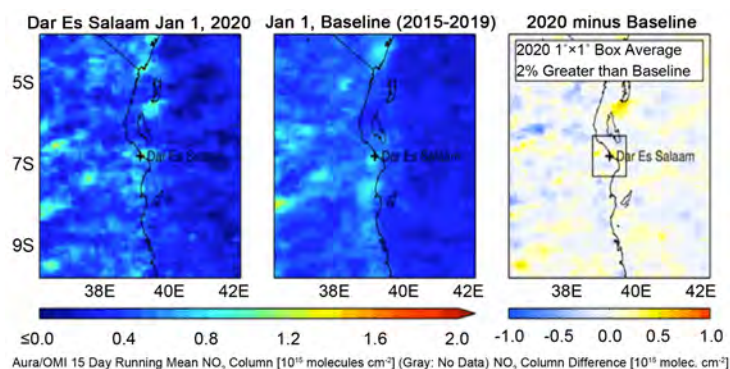 Dar Es Salaam Jan 1, 2020
Jan 1, Baseline (2015-2019)
2020 minus Baseline
2020 1°×1° Box Average
2% Greater than Baseline
5S
7S
9S
Dar Es Salaam
Dar Es Salaam
Dar Es Salaam
38E 40E 42E
38E 40E 42E
38E 40E 42E
≤0.0 0.4 0.8 1.2 1.6 2.0
-1.0 -0.5 0.0 0.5 1.0
Aura/OMI 15 Day Running Mean NO₂ Column [10¹⁵ molecules cm⁻²] (Gray: No Data) NO₂ Column Difference [10¹⁵ molec. cm⁻²]